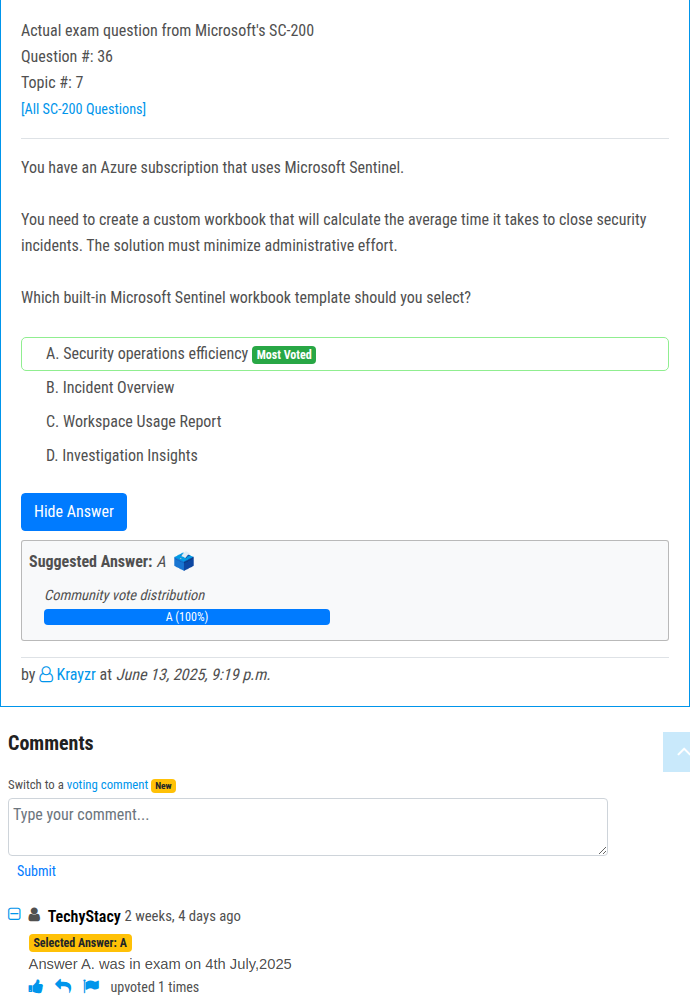 Actual exam question from Microsoft's SC-200
Question #: 36
Topic #: 7
[All SC-200 Questions]
You have an Azure subscription that uses Microsoft Sentinel.
You need to create a custom workbook that will calculate the average time it takes to close security
incidents. The solution must minimize administrative effort.
Which built-in Microsoft Sentinel workbook template should you select?
A. Security operations efficiency Most Voted
B. Incident Overview
C. Workspace Usage Report
D. Investigation Insights
Hide Answer
Suggested Answer: A
Community vote distribution
A (100%)
by Krayzr at June 13, 2025, 9:19 p.m.
Comments
Switch to a voting comment New
Type your comment...
Submit
TechyStacy 2 weeks, 4 days ago
Selected Answer: A
Answer A. was in exam on 4th July,2025
upvoted 1 times